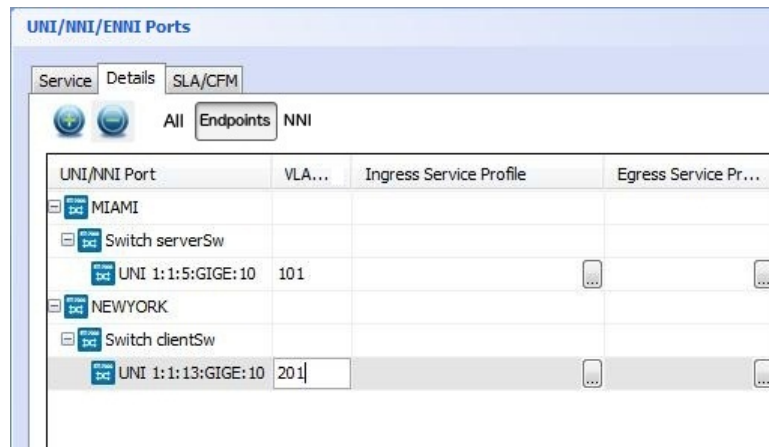 UNI/NNI/ENNI Ports
Service Details SLA/CFM
All Endpoints NNI
UNI/NNI Port VLA... Ingress Service Profile Egress Service Pr...
MIAMI
Switch serverSw
UNI 1:1:5:GIGE:10 101 ... ...
NEWYORK
Switch clientSw
UNI 1:1:13:GIGE:10 201 ... ...